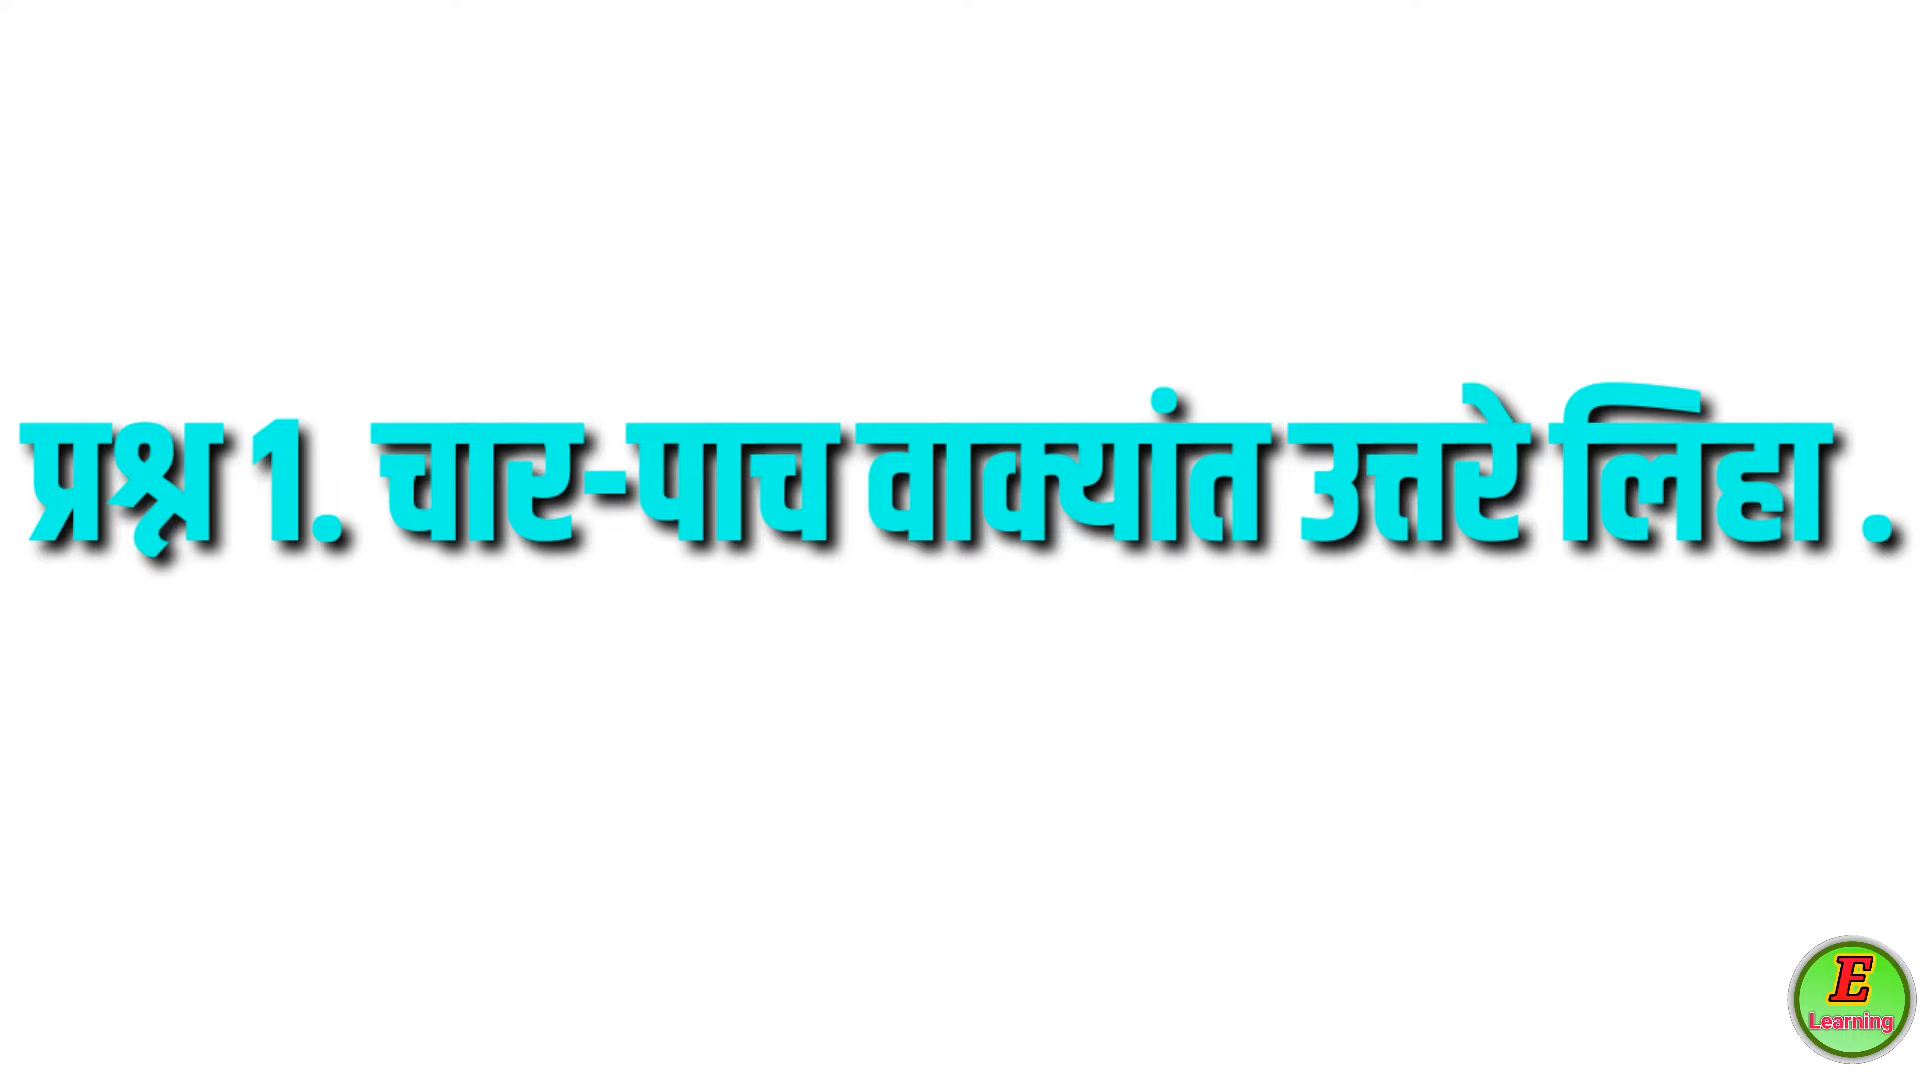 प्रश्न 1. चार-पाच वाक्यांत उत्तरे लिहा .
E
Learning